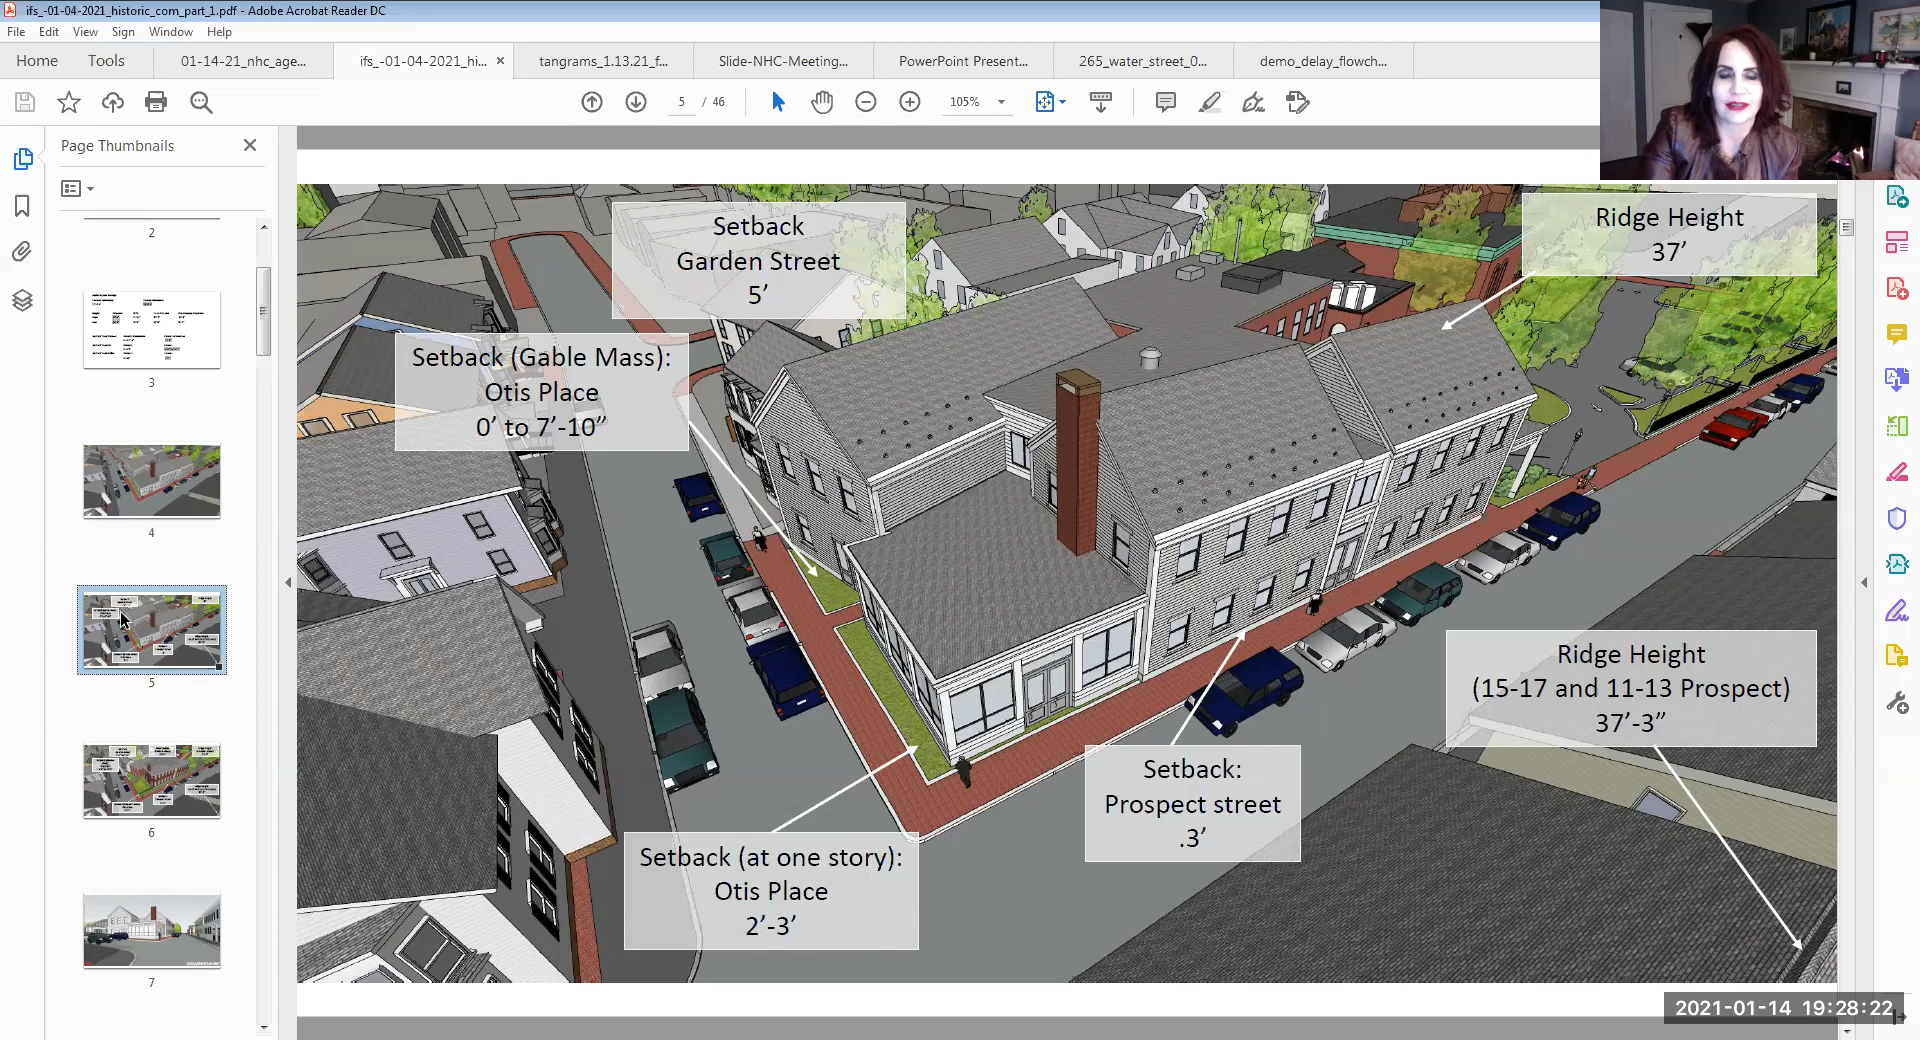 ifs_-01-04-2021_historic_com_part_1.pdf - Adobe Acrobat Reader DC
File Edit View Sign Window Help
Home Tools 01-14-21_nhc_age... ifs_-01-04-2021_hi... × tangrams_1.13.21_f... Slide-NHC-Meeting... PowerPoint Present... 265_water_street_0... demo_delay_flowch...
5 / 46 105%
Page Thumbnails
2
3
4
5
6
7
Setback
Garden Street
5’
Ridge Height
37’
Setback (Gable Mass):
Otis Place
0’ to 7’-10”
Ridge Height
(15-17 and 11-13 Prospect)
37’-3”
Setback:
Prospect street
.3’
Setback (at one story):
Otis Place
2’-3’
2021-01-14 19:28:22